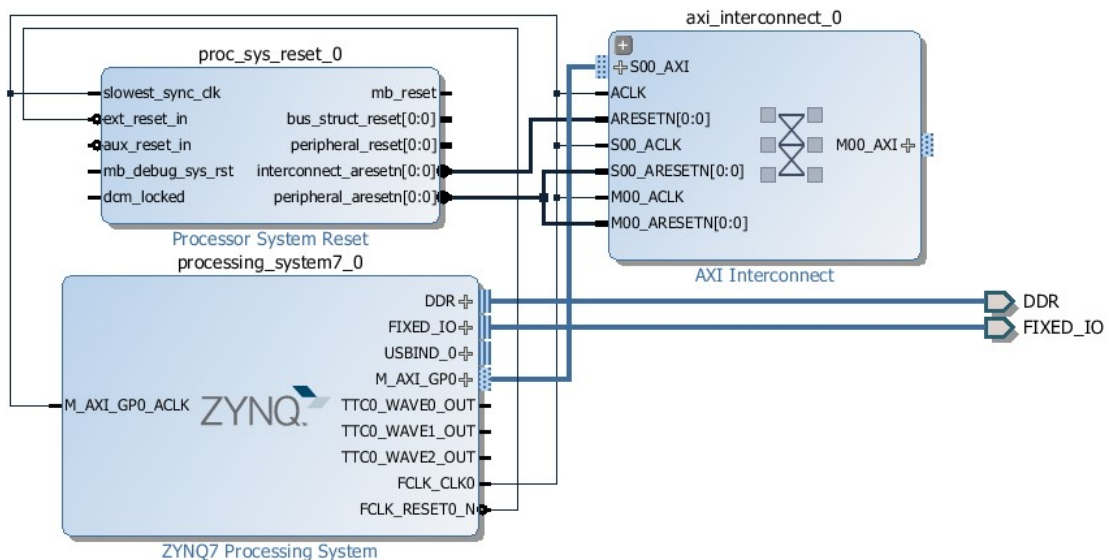 axi_interconnect_0
proc_sys_reset_0
S00_AXI
slowest_sync_clk
mb_reset
ACLK
ext_reset_in
bus_struct_reset[0:0]
ARESETN[0:0]
aux_reset_in
peripheral_reset[0:0]
S00_ACLK
M00_AXI
mb_debug_sys_rst
interconnect_aresetn[0:0]
S00_ARESETN[0:0]
dcm_locked
peripheral_aresetn[0:0]
M00_ACLK
M00_ARESETN[0:0]
Processor System Reset
processing_system7_0
AXI Interconnect
DDR
DDR
FIXED_IO
FIXED_IO
USBIND_0
M_AXI_GP0
M_AXI_GP0_ACLK
ZYNQ
TTC0_WAVE0_OUT
TTC0_WAVE1_OUT
TTC0_WAVE2_OUT
FCLK_CLK0
FCLK_RESET0_N
ZYNQ7 Processing System